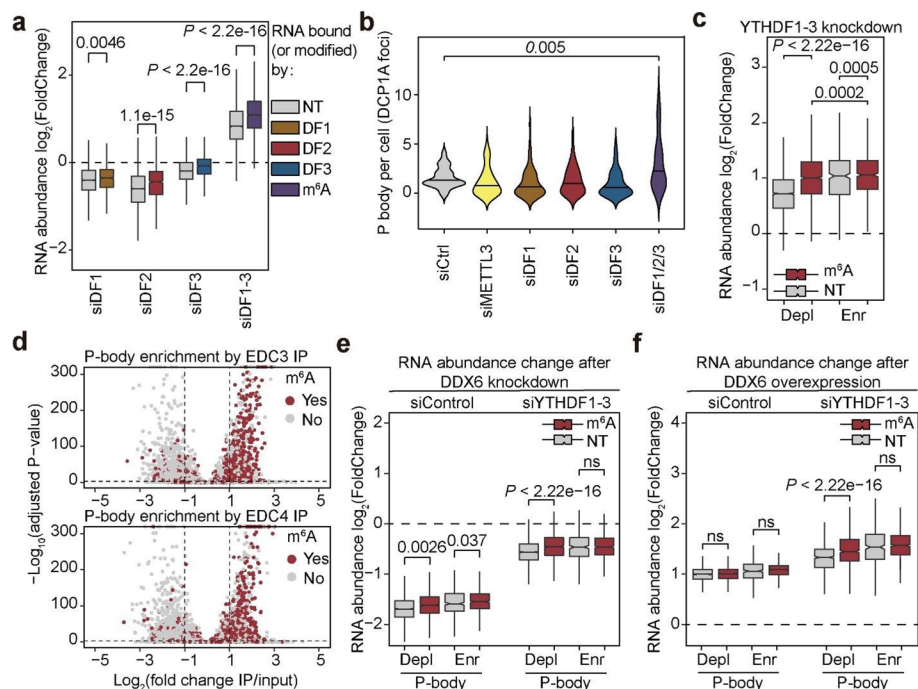 a
RNA abundance log₂(FoldChange)
2
0
−2
0.0046
1.1e-15
P < 2.2e-16
P < 2.2e-16
siDF1
siDF2
siDF3
siDF1-3
RNA bound
(or modified)
by:
NT
DF1
DF2
DF3
m⁶A
b
P body per cell (DCP1A foci)
10
5
0
0.005
siCtrl
siMETTL3
siDF1
siDF2
siDF3
siDF1/2/3
c
YTHDF1-3 knockdown
P < 2.22e−16
0.0005
0.0002
RNA abundance log₂(FoldChange)
2
1
0
−1
m⁶A
NT
Depl
Enr
d
P-body enrichment by EDC3 IP
m⁶A
Yes
No
300
200
100
0
−5
−3
−1
1
3
5
P-body enrichment by EDC4 IP
m⁶A
Yes
No
300
200
100
0
−5
−3
−1
1
3
5
−Log₁₀(adjusted P−value)
Log₂(fold change IP/input)
e
RNA abundance change after
DDX6 knockdown
siControl
siYTHDF1-3
m⁶A
NT
ns
P < 2.22e−16
0.0026
0.037
RNA abundance log₂(FoldChange)
2
1
0
−1
−2
Depl
Enr
Depl
Enr
P-body
P-body
f
RNA abundance change after
DDX6 overexpression
siControl
siYTHDF1-3
m⁶A
NT
ns
P < 2.22e−16
ns
ns
RNA abundance log₂(FoldChange)
4
3
2
1
0
Depl
Enr
Depl
Enr
P-body
P-body